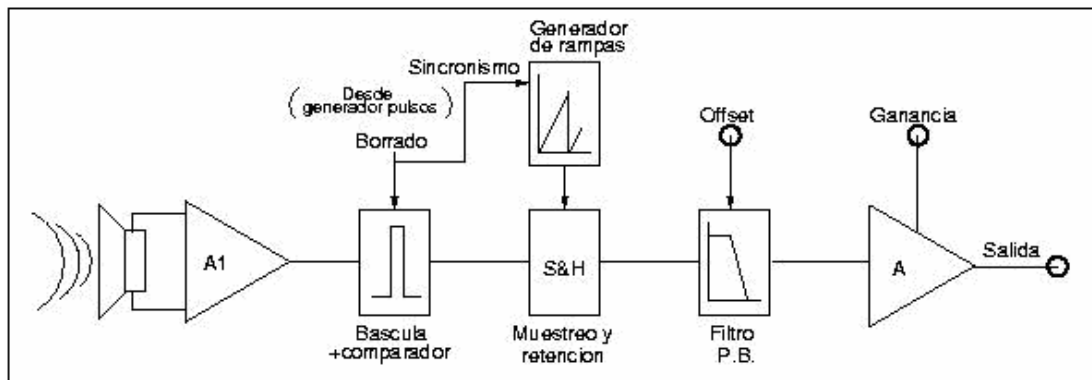 Generador
de rampas
Sincronismo
( Desde
generador pulsos )
Borrado
Offset
Ganancia
A1
S&H
A
Salida
Bascula
+comparador
Muestreo y
retencion
Filtro
P.B.